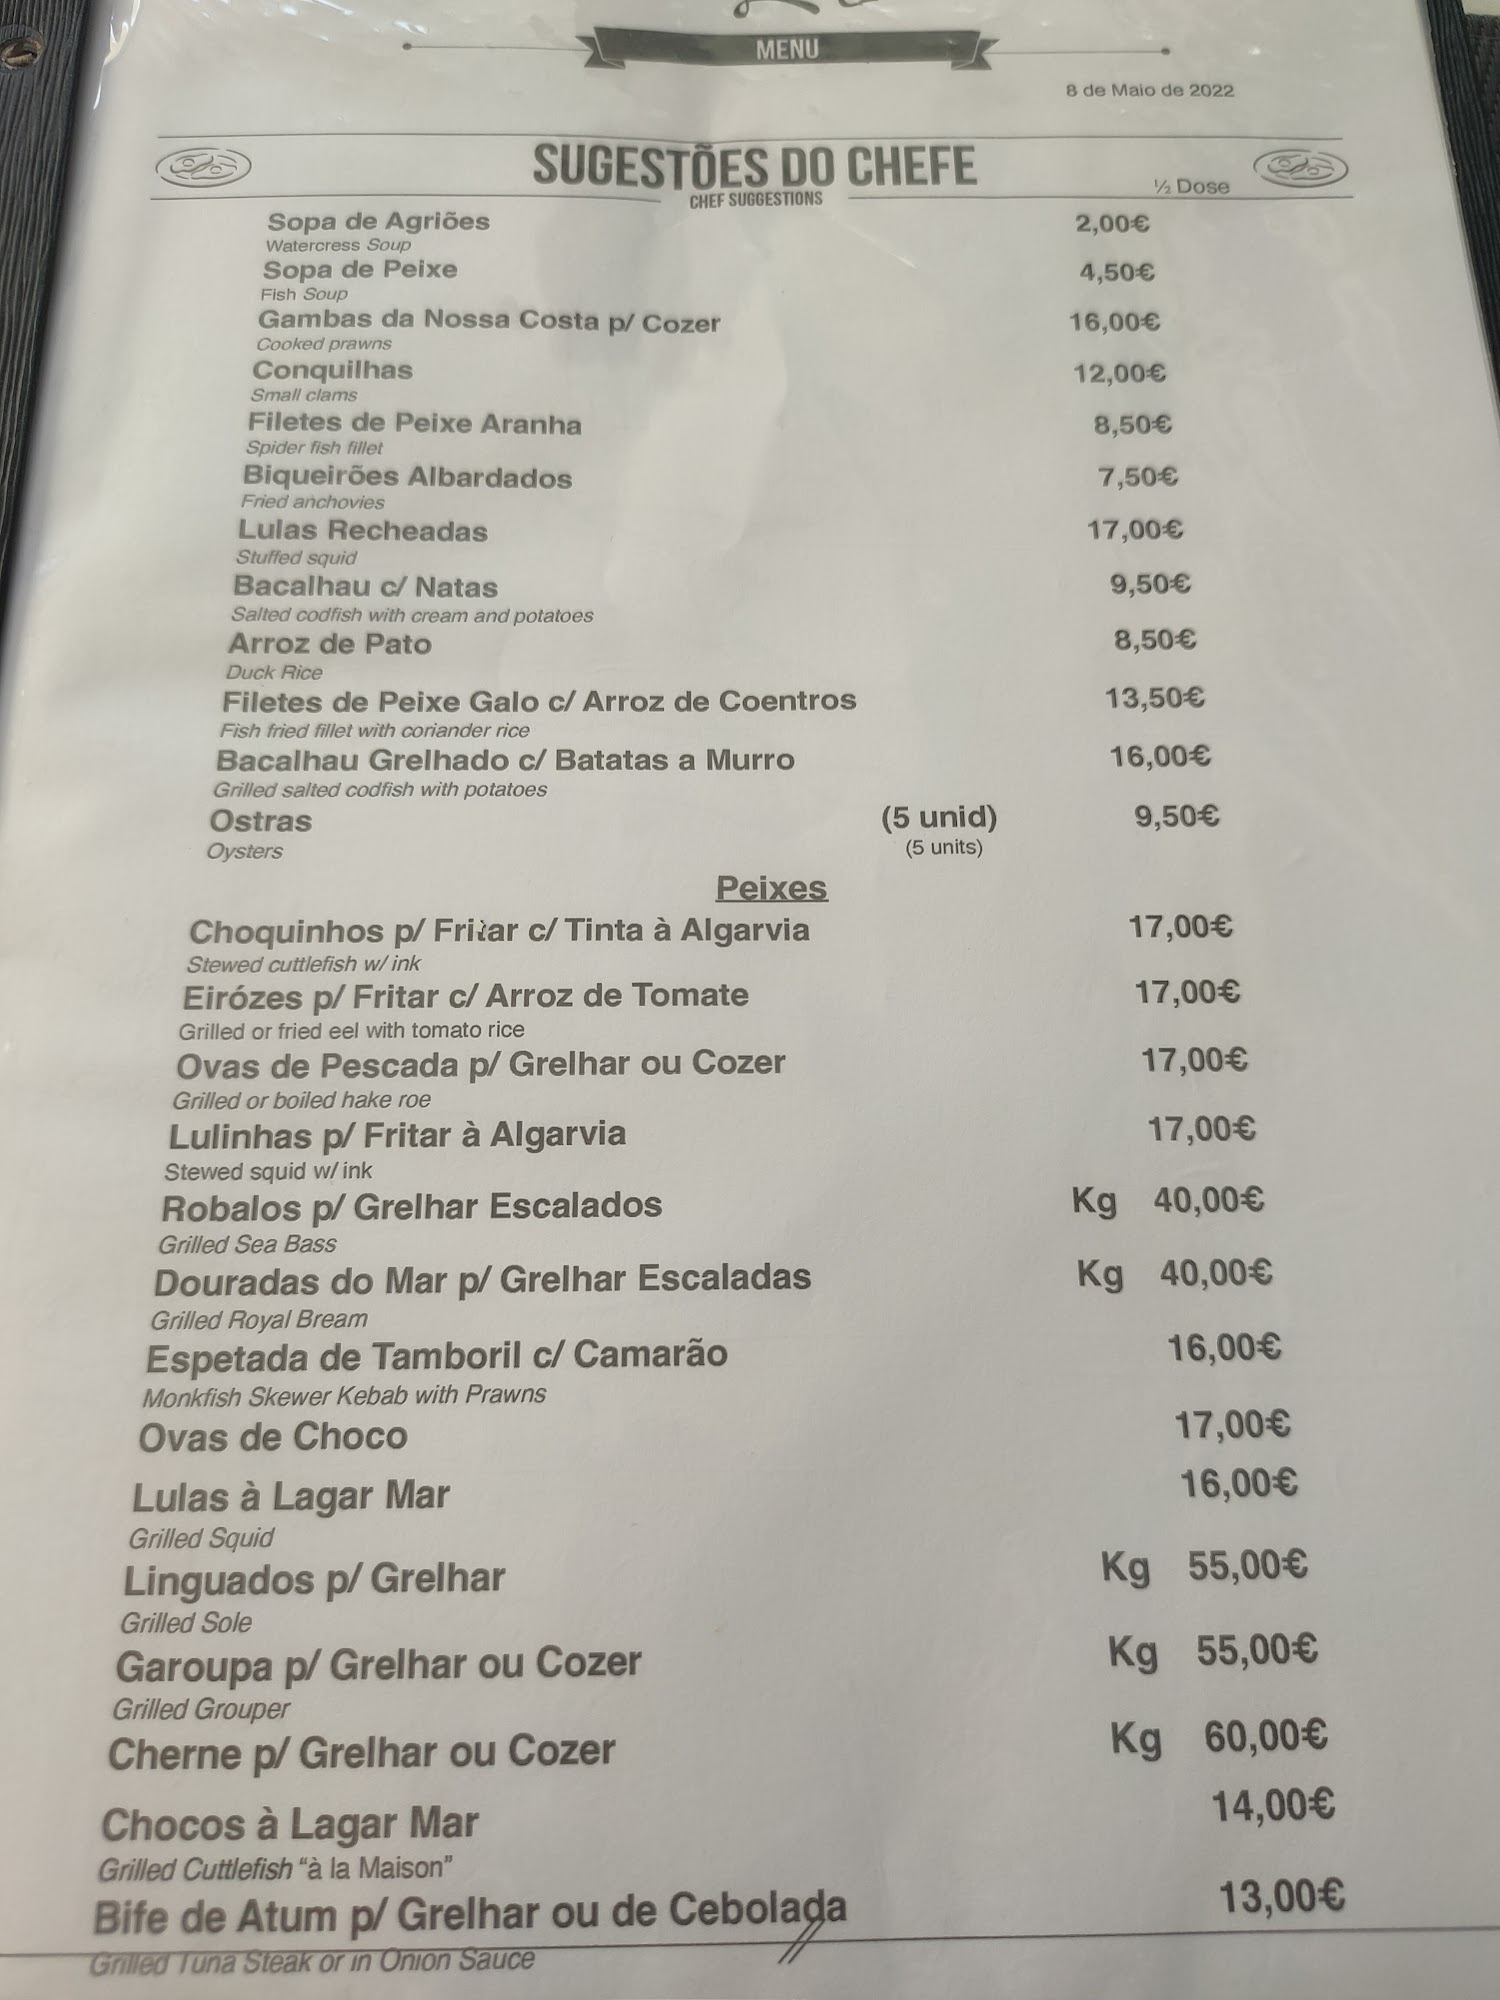 MENU
8 de Maio de 2022
SUGESTÕES DO CHEFE
CHEF SUGGESTIONS
½ Dose
Sopa de Agriões 2,00€
Watercress Soup
Sopa de Peixe 4,50€
Fish Soup
Gambas da Nossa Costa p/ Cozer 16,00€
Cooked prawns
Conquilhas 12,00€
Small clams
Filetes de Peixe Aranha 8,50€
Spider fish fillet
Biqueirões Albardados 7,50€
Fried anchovies
Lulas Recheadas 17,00€
Stuffed squid
Bacalhau c/ Natas 9,50€
Salted codfish with cream and potatoes
Arroz de Pato 8,50€
Duck Rice
Filetes de Peixe Galo c/ Arroz de Coentros 13,50€
Fish fried fillet with coriander rice
Bacalhau Grelhado c/ Batatas a Murro 16,00€
Grilled salted codfish with potatoes
Ostras (5 unid) 9,50€
Oysters (5 units)
Peixes
Choquinhos p/ Fritar c/ Tinta à Algarvia 17,00€
Stewed cuttlefish w/ ink
Eirózes p/ Fritar c/ Arroz de Tomate 17,00€
Grilled or fried eel with tomato rice
Ovas de Pescada p/ Grelhar ou Cozer 17,00€
Grilled or boiled hake roe
Lulinhas p/ Fritar à Algarvia 17,00€
Stewed squid w/ ink
Robalos p/ Grelhar Escalados Kg 40,00€
Grilled Sea Bass
Douradas do Mar p/ Grelhar Escaladas Kg 40,00€
Grilled Royal Bream
Espetada de Tamboril c/ Camarão 16,00€
Monkfish Skewer Kebab with Prawns
Ovas de Choco 17,00€
Lulas à Lagar Mar 16,00€
Grilled Squid
Linguados p/ Grelhar Kg 55,00€
Grilled Sole
Garoupa p/ Grelhar ou Cozer Kg 55,00€
Grilled Grouper
Cherne p/ Grelhar ou Cozer Kg 60,00€
Chocos à Lagar Mar 14,00€
Grilled Cuttlefish "à la Maison"
Bife de Atum p/ Grelhar ou de Cebolada 13,00€
Grilled Tuna Steak or in Onion Sauce